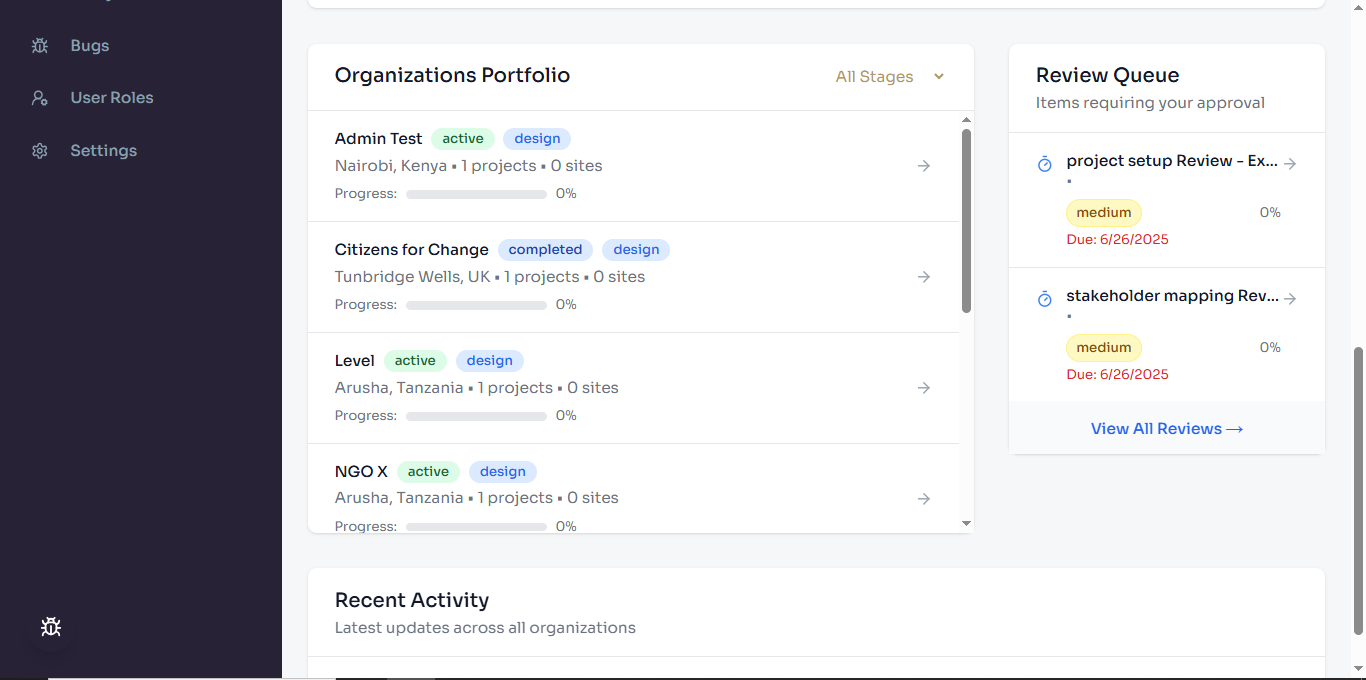 Bugs
User Roles
Settings
Organizations Portfolio
All Stages
Admin Test active design
Nairobi, Kenya • 1 projects • 0 sites
Progress: 0%
Citizens for Change completed design
Tunbridge Wells, UK • 1 projects • 0 sites
Progress: 0%
Level active design
Arusha, Tanzania • 1 projects • 0 sites
Progress: 0%
NGO X active design
Arusha, Tanzania • 1 projects • 0 sites
Progress: 0%
Review Queue
Items requiring your approval
project setup Review - Ex...
•
medium 0%
Due: 6/26/2025
stakeholder mapping Rev...
•
medium 0%
Due: 6/26/2025
View All Reviews →
Recent Activity
Latest updates across all organizations